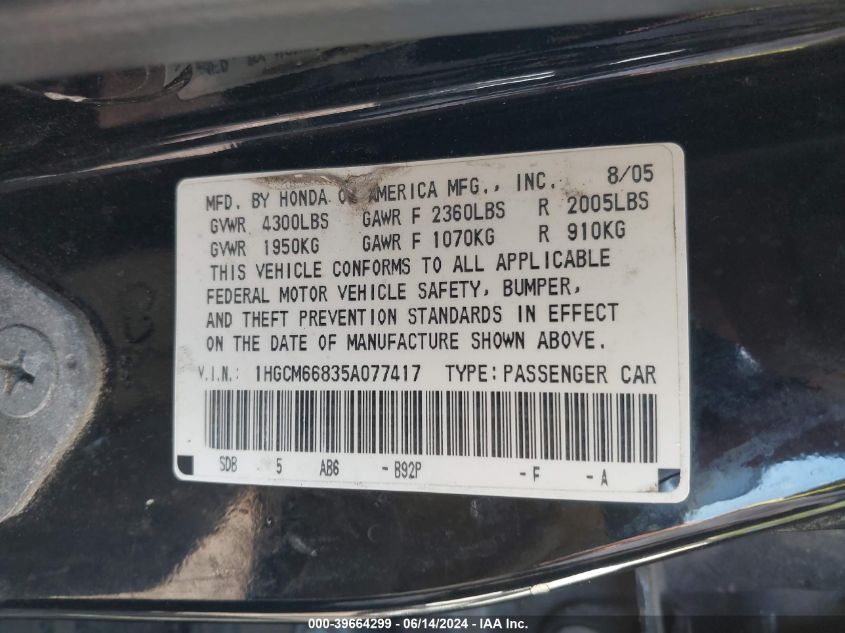 8/05
MFD. BY HONDA OF AMERICA MFG., INC.
GVWR 4300LBS GAWR F 2360LBS R 2005LBS
GVWR 1950KG GAWR F 1070KG R 910KG
THIS VEHICLE CONFORMS TO ALL APPLICABLE
FEDERAL MOTOR VEHICLE SAFETY, BUMPER,
AND THEFT PREVENTION STANDARDS IN EFFECT
ON THE DATE OF MANUFACTURE SHOWN ABOVE.
V.I.N.: 1HGCM66835A077417 TYPE: PASSENGER CAR
SDB 5 AB6 - B92P - F - A
000-39664299 - 06/14/2024 - IAA Inc.